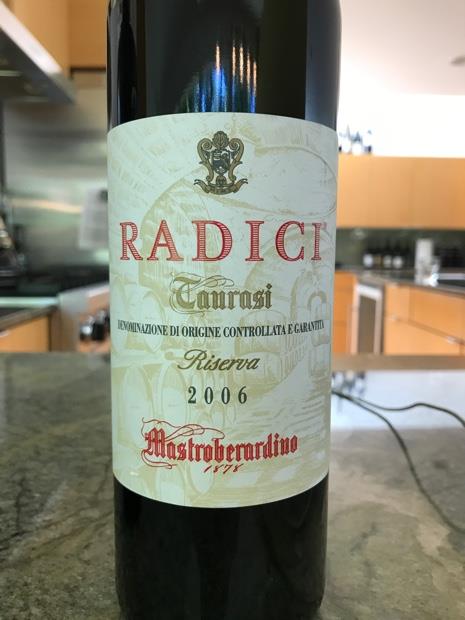 RADICI
Taurasi
DENOMINAZIONE DI ORIGINE CONTROLLATA E GARANTITA
Riserva
2006
Mastroberardino
1878